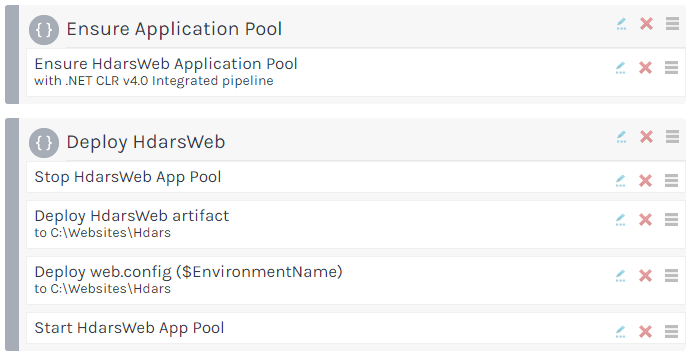 { } Ensure Application Pool
Ensure HdarsWeb Application Pool
with .NET CLR v4.0 Integrated pipeline
{ } Deploy HdarsWeb
Stop HdarsWeb App Pool
Deploy HdarsWeb artifact
to C:\Websites\Hdars
Deploy web.config ($EnvironmentName)
to C:\Websites\Hdars
Start HdarsWeb App Pool